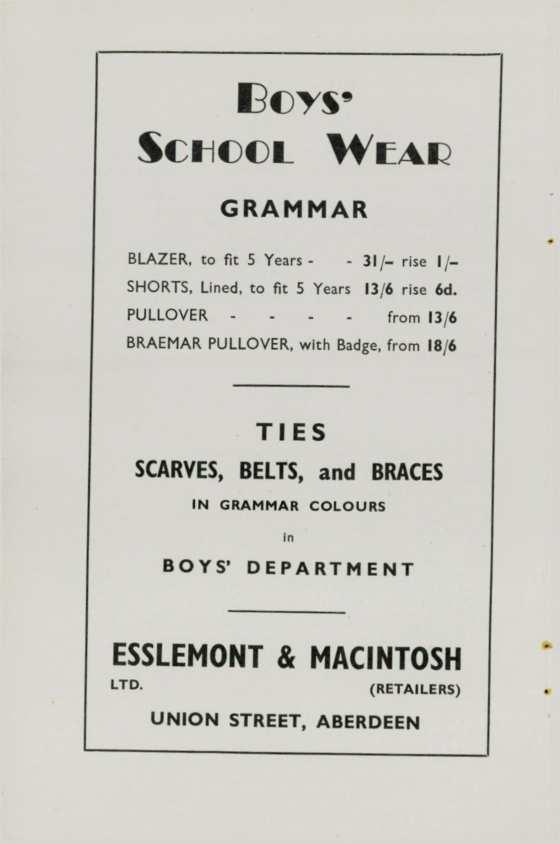 BOYS'
SCHOOL WEAR
GRAMMAR
BLAZER, to fit 5 Years - - 31/– rise 1/–
SHORTS, Lined, to fit 5 Years 13/6 rise 6d.
PULLOVER - - - - from 13/6
BRAEMAR PULLOVER, with Badge, from 18/6
TIES
SCARVES, BELTS, and BRACES
IN GRAMMAR COLOURS
in
BOYS' DEPARTMENT
ESSLEMONT & MACINTOSH
LTD. (RETAILERS)
UNION STREET, ABERDEEN